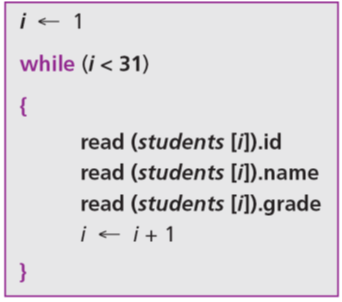 i ← 1
while (i < 31)
{
read (students [i]).id
read (students [i]).name
read (students [i]).grade
i ← i + 1
}